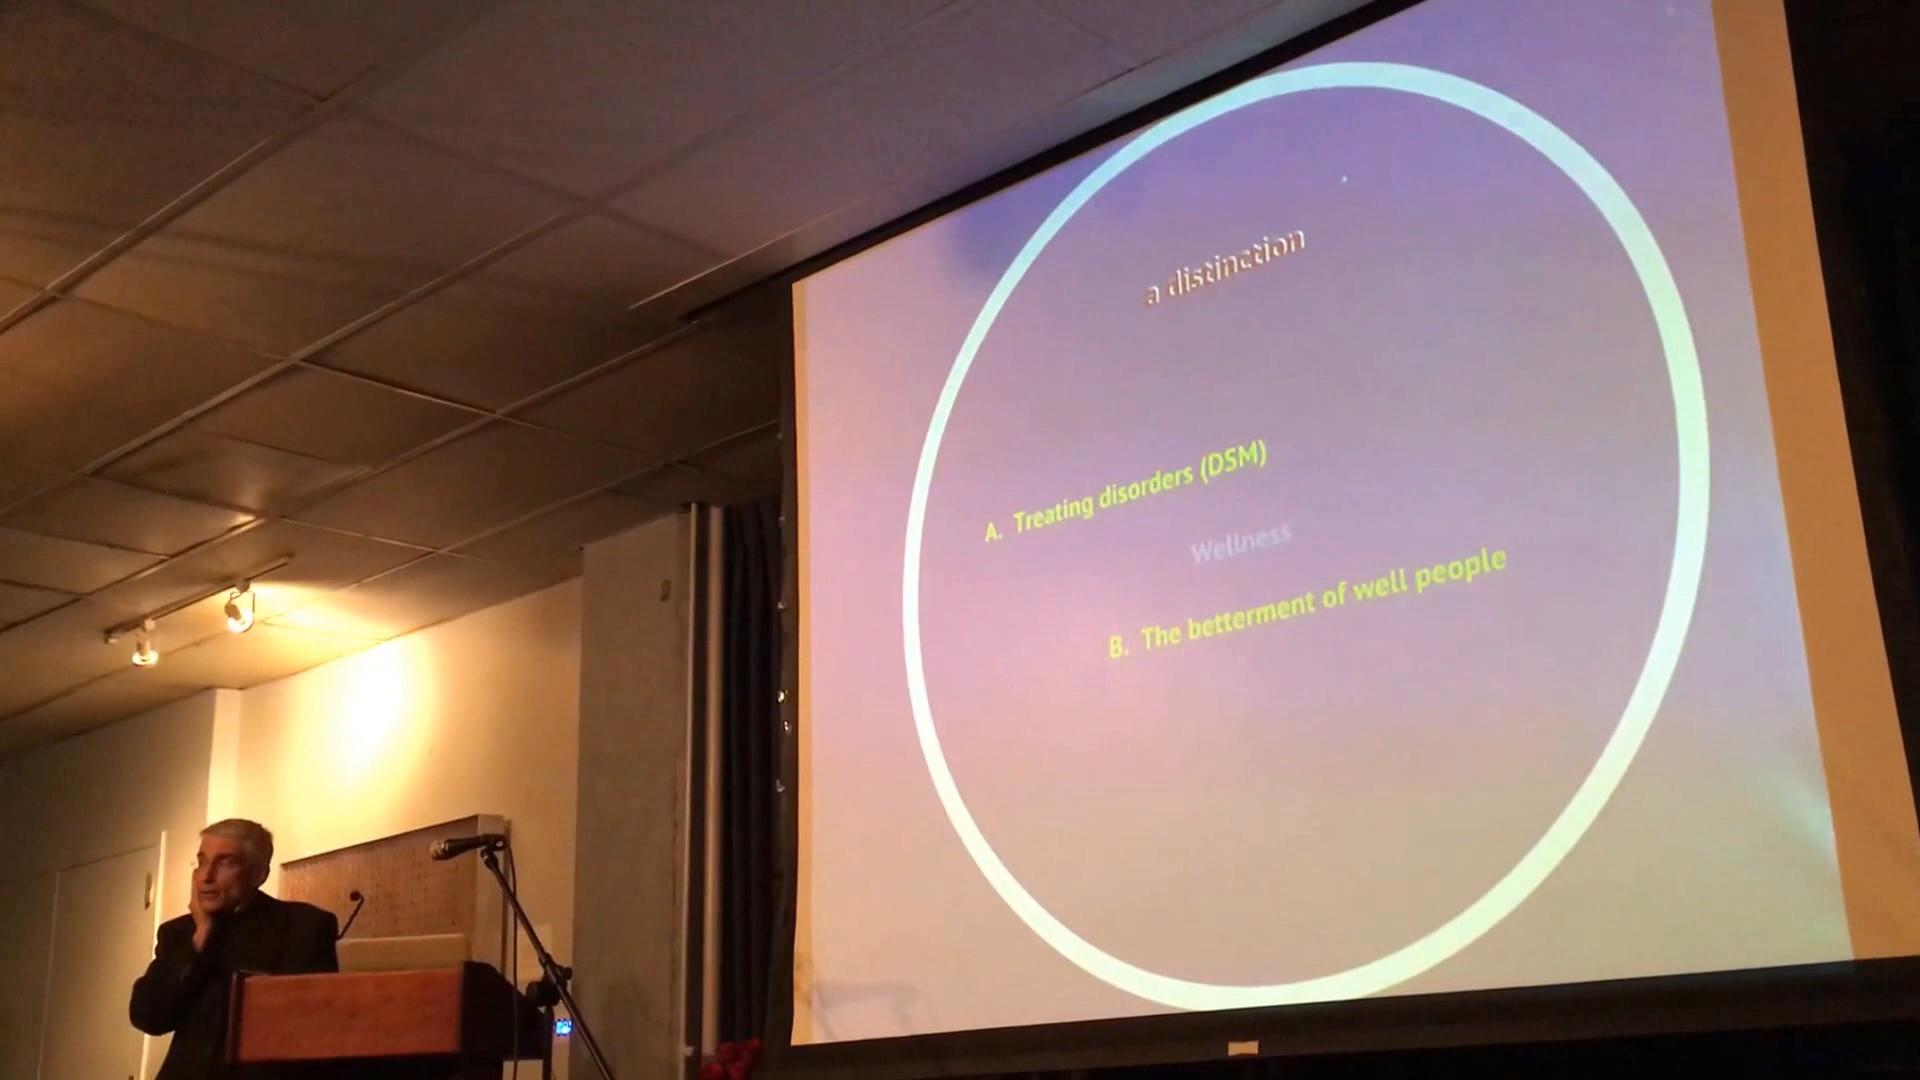 a distinction
A. Treating disorders (DSM)
Wellness
B. The betterment of well people